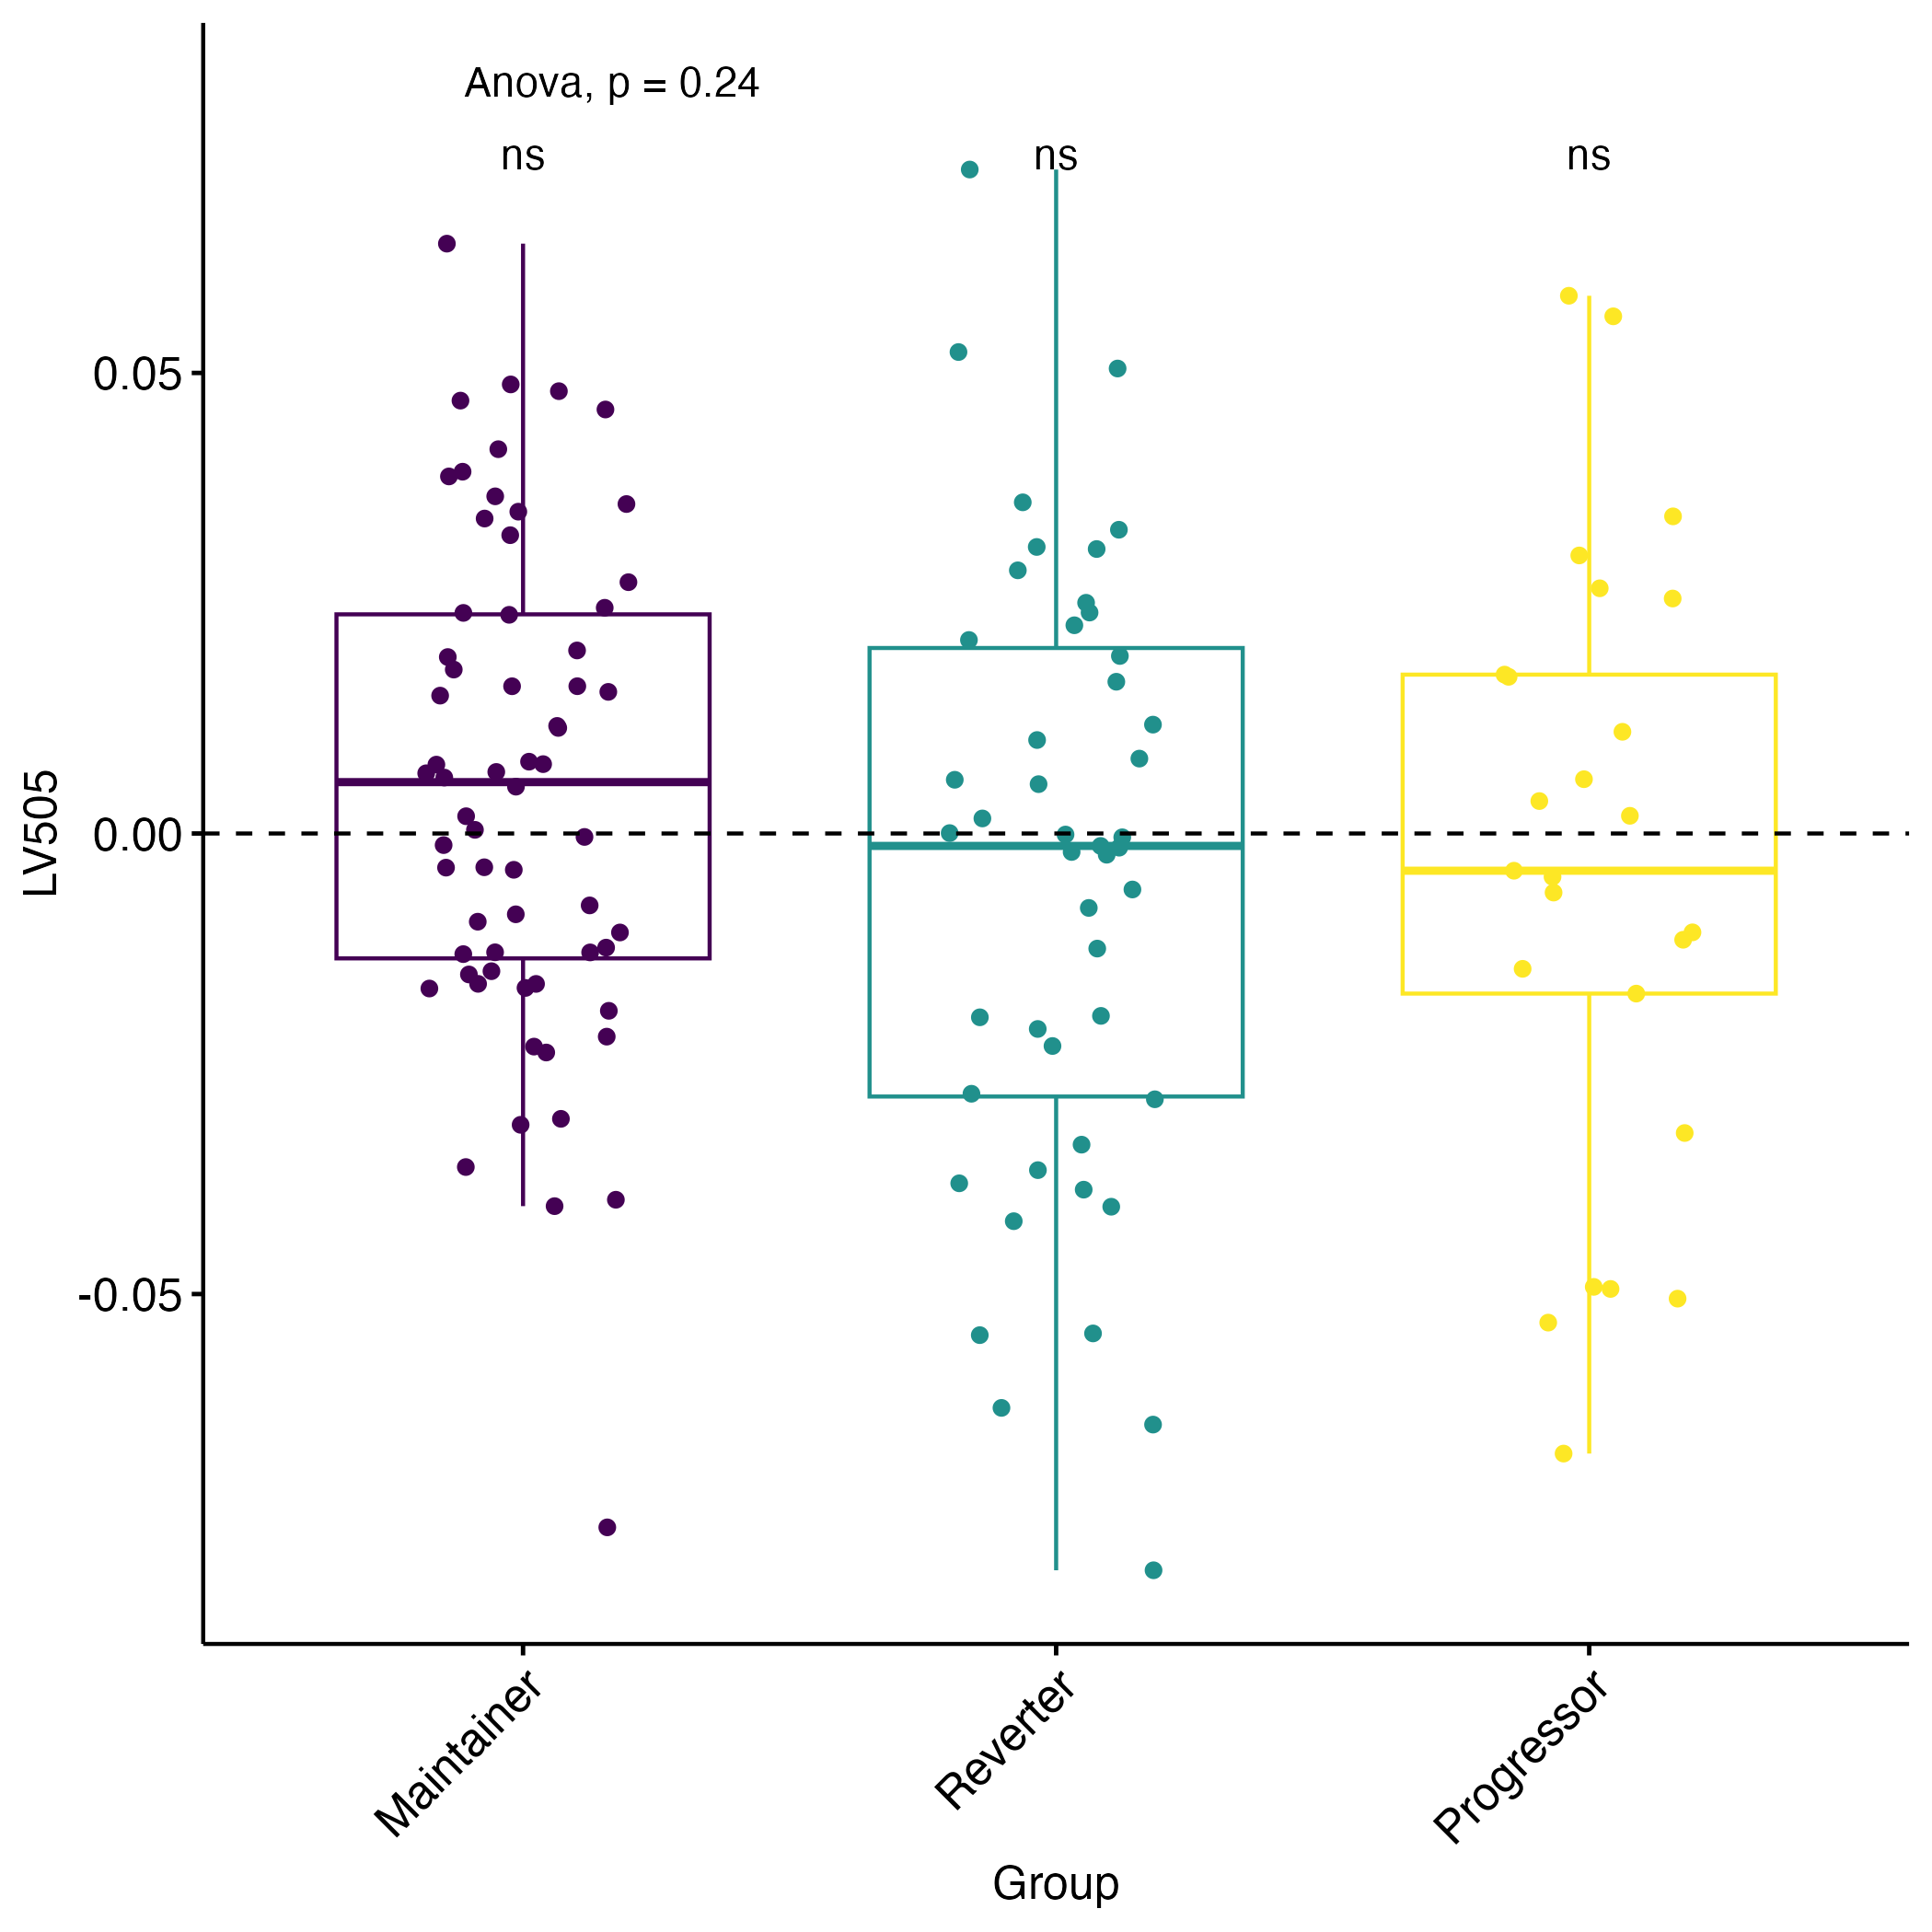 Anova, p = 0.24
ns ns ns
0.05
0.00
-0.05
LV505
Maintainer Reverter Progressor
Group